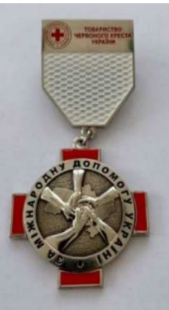 ТОВАРИСТВО
ЧЕРВОНОГО ХРЕСТА
УКРАЇНИ
ЗА МІЖНАРОДНУ ДОПОМОГУ УКРАЇНІ